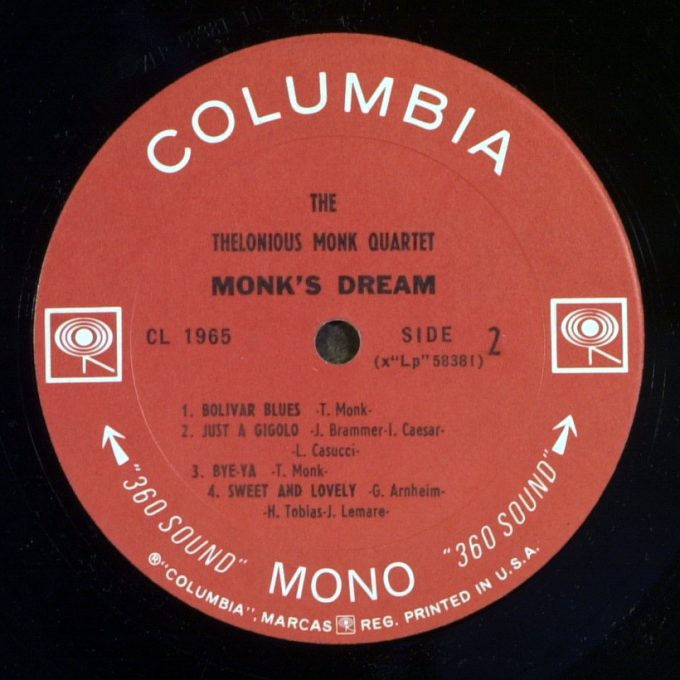 COLUMBIA
THE
THELONIOUS MONK QUARTET
MONK'S DREAM
CL 1965
SIDE 2
(x"Lp"58381)
1. BOLIVAR BLUES -T. Monk-
2. JUST A GIGOLO -J. Brammer-I. Caesar-
-L. Casucci-
3. BYE-YA -T. Monk-
4. SWEET AND LOVELY -G. Arnheim-
-H. Tobias-J. Lemare-
"360 SOUND" MONO "360 SOUND"
®"COLUMBIA", MARCAS REG. PRINTED IN U.S.A.